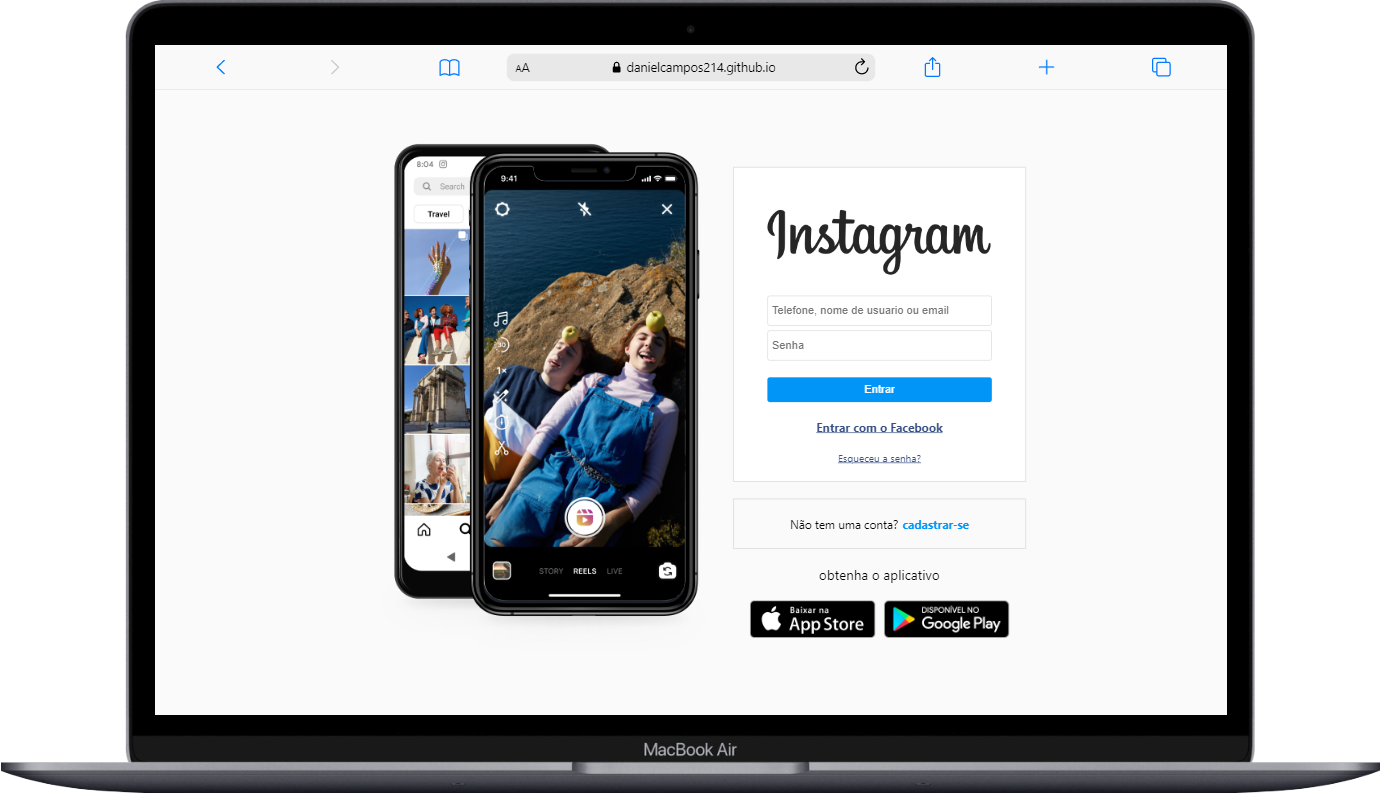 AA danielcampos214.github.io
8:04
Search
Travel
9:41
30
1x
STORY REELS LIVE
Instagram
Telefone, nome de usuario ou email
Senha
Entrar
Entrar com o Facebook
Esqueceu a senha?
Não tem uma conta? cadastrar-se
obtenha o aplicativo
Baixar na
App Store
DISPONÍVEL NO
Google Play
MacBook Air